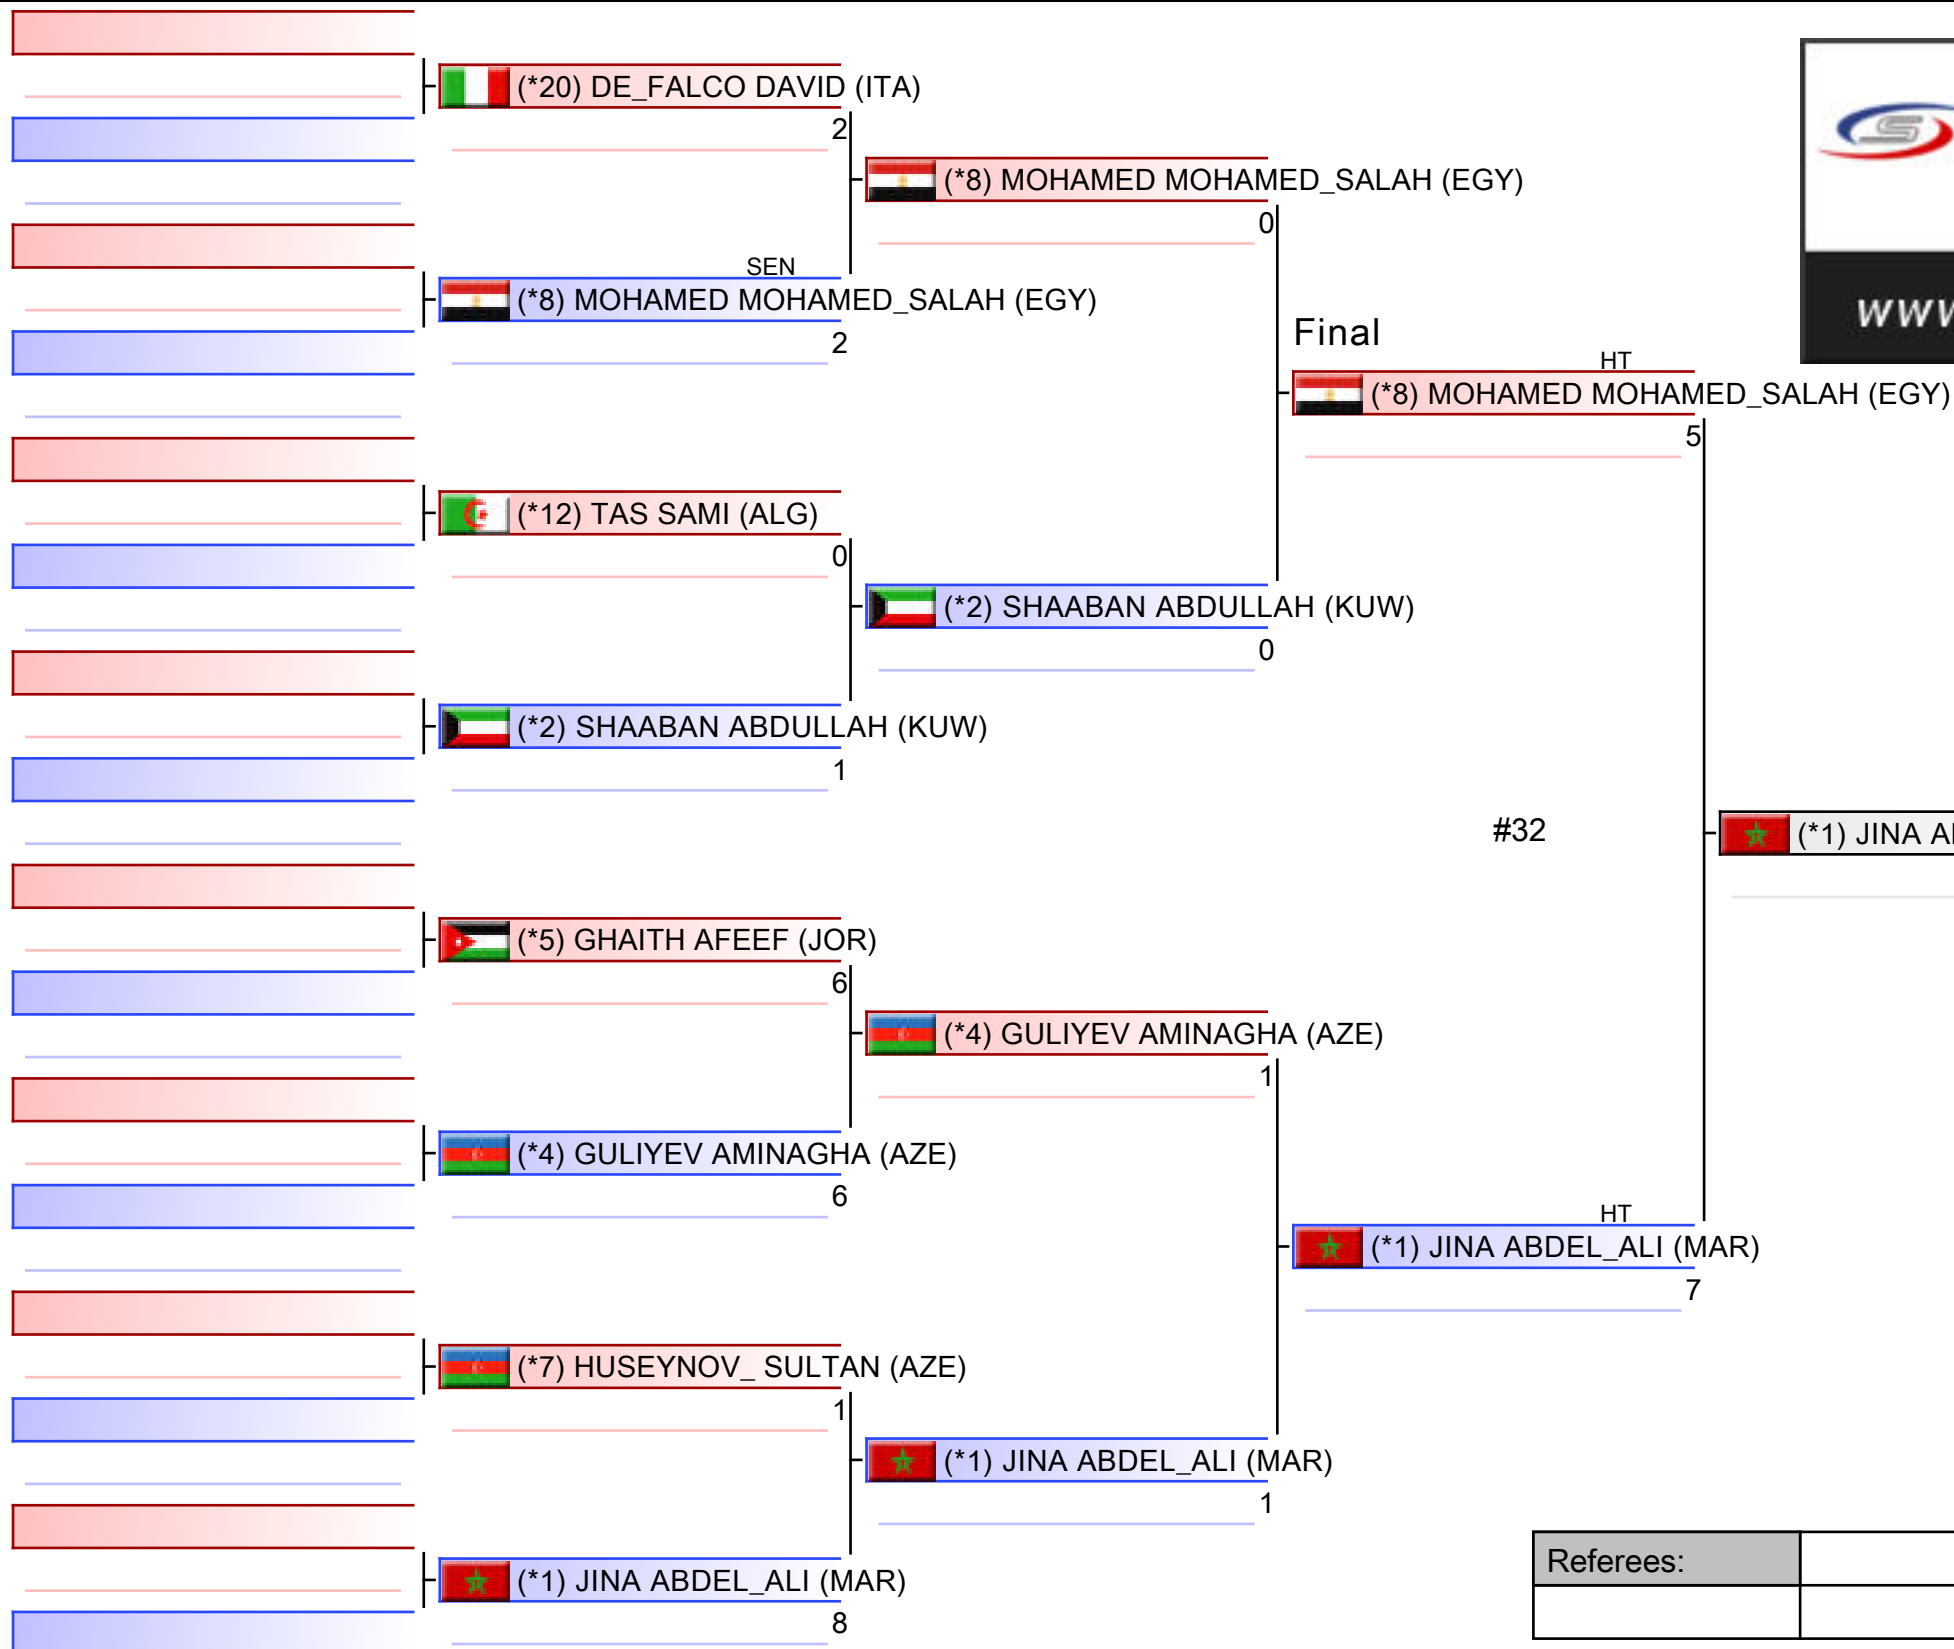 (*20) DE_FALCO DAVID (ITA)
2
(*8) MOHAMED MOHAMED_SALAH (EGY)
0
SEN
(*8) MOHAMED MOHAMED_SALAH (EGY)
2
S
www
Final
HT
(*8) MOHAMED MOHAMED_SALAH (EGY)
5
(*12) TAS SAMI (ALG)
0
(*2) SHAABAN ABDULLAH (KUW)
0
(*2) SHAABAN ABDULLAH (KUW)
1
#32
(*1) JINA
(*5) GHAITH AFEEF (JOR)
6
(*4) GULIYEV AMINAGHA (AZE)
1
(*4) GULIYEV AMINAGHA (AZE)
6
HT
(*1) JINA ABDEL_ALI (MAR)
7
(*7) HUSEYNOV_ SULTAN (AZE)
1
(*1) JINA ABDEL_ALI (MAR)
1
(*1) JINA ABDEL_ALI (MAR)
8
Referees: